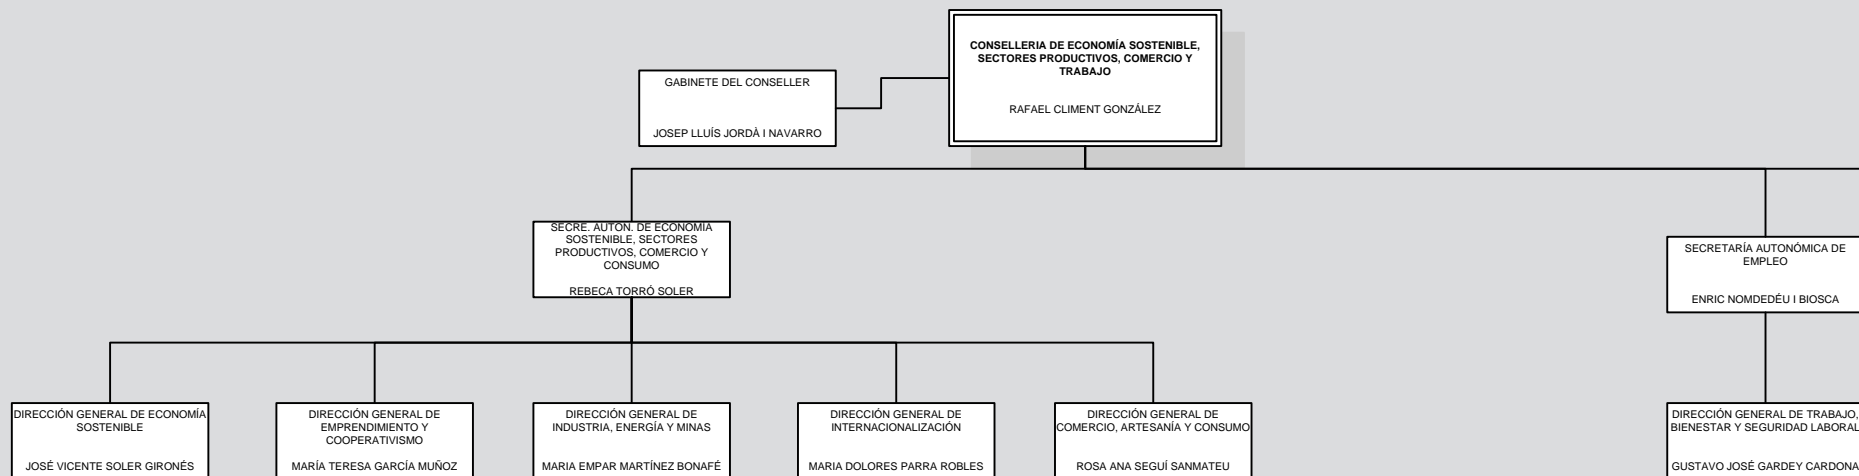 CONSELLERIA DE ECONOMÍA SOSTENIBLE,
SECTORES PRODUCTIVOS, COMERCIO Y
TRABAJO
RAFAEL CLIMENT GONZÁLEZ
GABINETE DEL CONSELLER
JOSEP LLUÍS JORDÀ I NAVARRO
SECRE. AUTON. DE ECONOMÍA
SOSTENIBLE, SECTORES
PRODUCTIVOS, COMERCIO Y
CONSUMO
REBECA TORRÓ SOLER
SECRETARÍA AUTONÓMICA DE
EMPLEO
ENRIC NOMDEDÉU I BIOSCA
DIRECCIÓN GENERAL DE ECONOMÍA
SOSTENIBLE
JOSÉ VICENTE SOLER GIRONÉS
DIRECCIÓN GENERAL DE
EMPRENDIMIENTO Y
COOPERATIVISMO
MARÍA TERESA GARCÍA MUÑOZ
DIRECCIÓN GENERAL DE
INDUSTRIA, ENERGÍA Y MINAS
MARIA EMPAR MARTÍNEZ BONAFÉ
DIRECCIÓN GENERAL DE
INTERNACIONALIZACIÓN
MARIA DOLORES PARRA ROBLES
DIRECCIÓN GENERAL DE
COMERCIO, ARTESANÍA Y CONSUMO
ROSA ANA SEGUÍ SANMATEU
DIRECCIÓN GENERAL DE TRABAJO,
BIENESTAR Y SEGURIDAD LABORAL
GUSTAVO JOSÉ GARDEY CARDONA